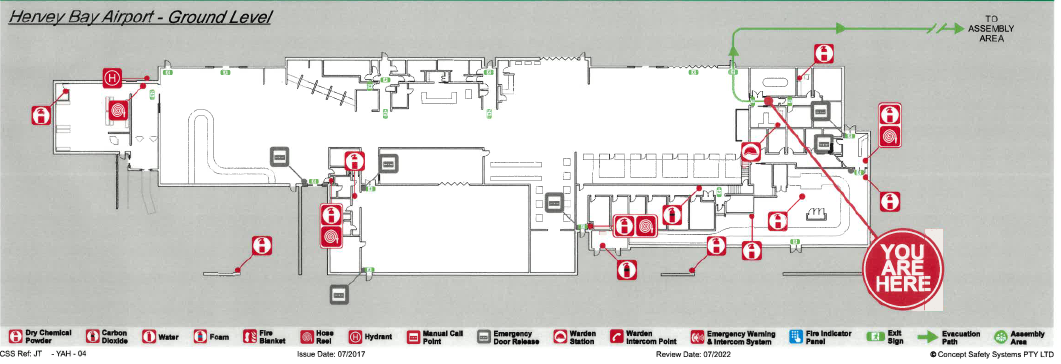 Hervey Bay Airport - Ground Level
TO
ASSEMBLY
AREA
YOU
ARE
HERE
Dry Chemical
Powder
Carbon
Dioxide
Water
Foam
Fire
Blanket
Hose
Reel
Hydrant
Manual Call
Point
Emergency
Door Release
Warden
Station
Warden
Intercom Point
Emergency Warning
& Intercom System
Fire Indicator
Panel
Exit
Sign
Evacuation
Path
Assembly
Area
CSS Ref: JT - YAH - 04
Issue Date: 07/2017
Review Date: 07/2022
© Concept Safety Systems PTY LTD